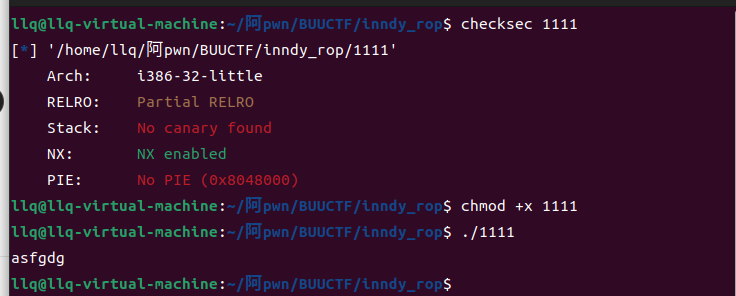 llq@llq-virtual-machine:~/阿pwn/BUUCTF/inndy_rop$ checksec 1111
[*] '/home/llq/阿pwn/BUUCTF/inndy_rop/1111'
    Arch:     i386-32-little
    RELRO:    Partial RELRO
    Stack:    No canary found
    NX:       NX enabled
    PIE:      No PIE (0x8048000)
llq@llq-virtual-machine:~/阿pwn/BUUCTF/inndy_rop$ chmod +x 1111
llq@llq-virtual-machine:~/阿pwn/BUUCTF/inndy_rop$ ./1111
asfgdg
llq@llq-virtual-machine:~/阿pwn/BUUCTF/inndy_rop$